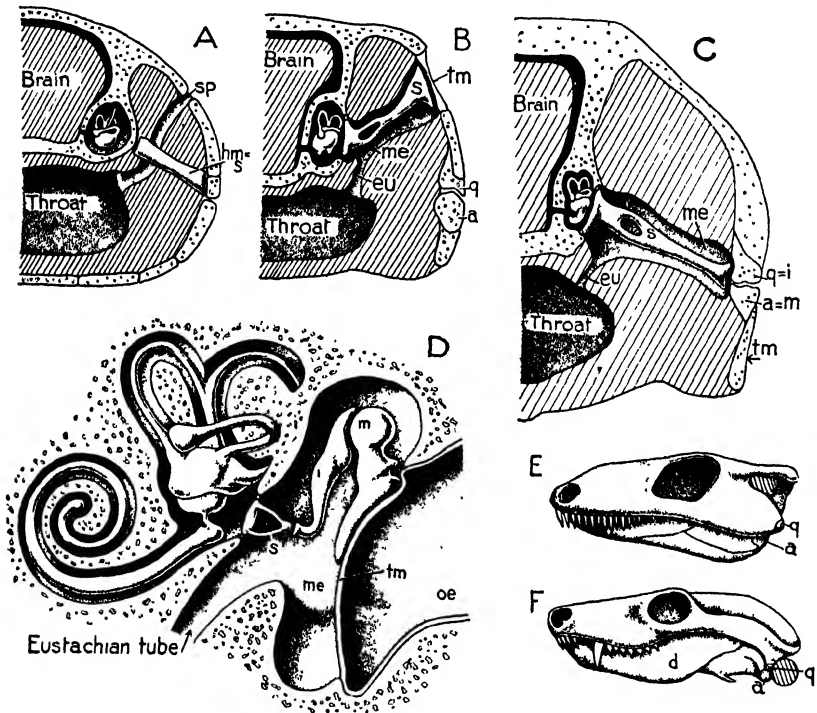 A
Brain
sp
hm=
s
Throat
B
Brain
tm
s
me
eu
q
a
Throat
C
Brain
me
s
q=i
eu
a=m
Throat
tm
D
m
i
s
me
tm
oe
Eustachian tube
E
q
a
F
d
q
a